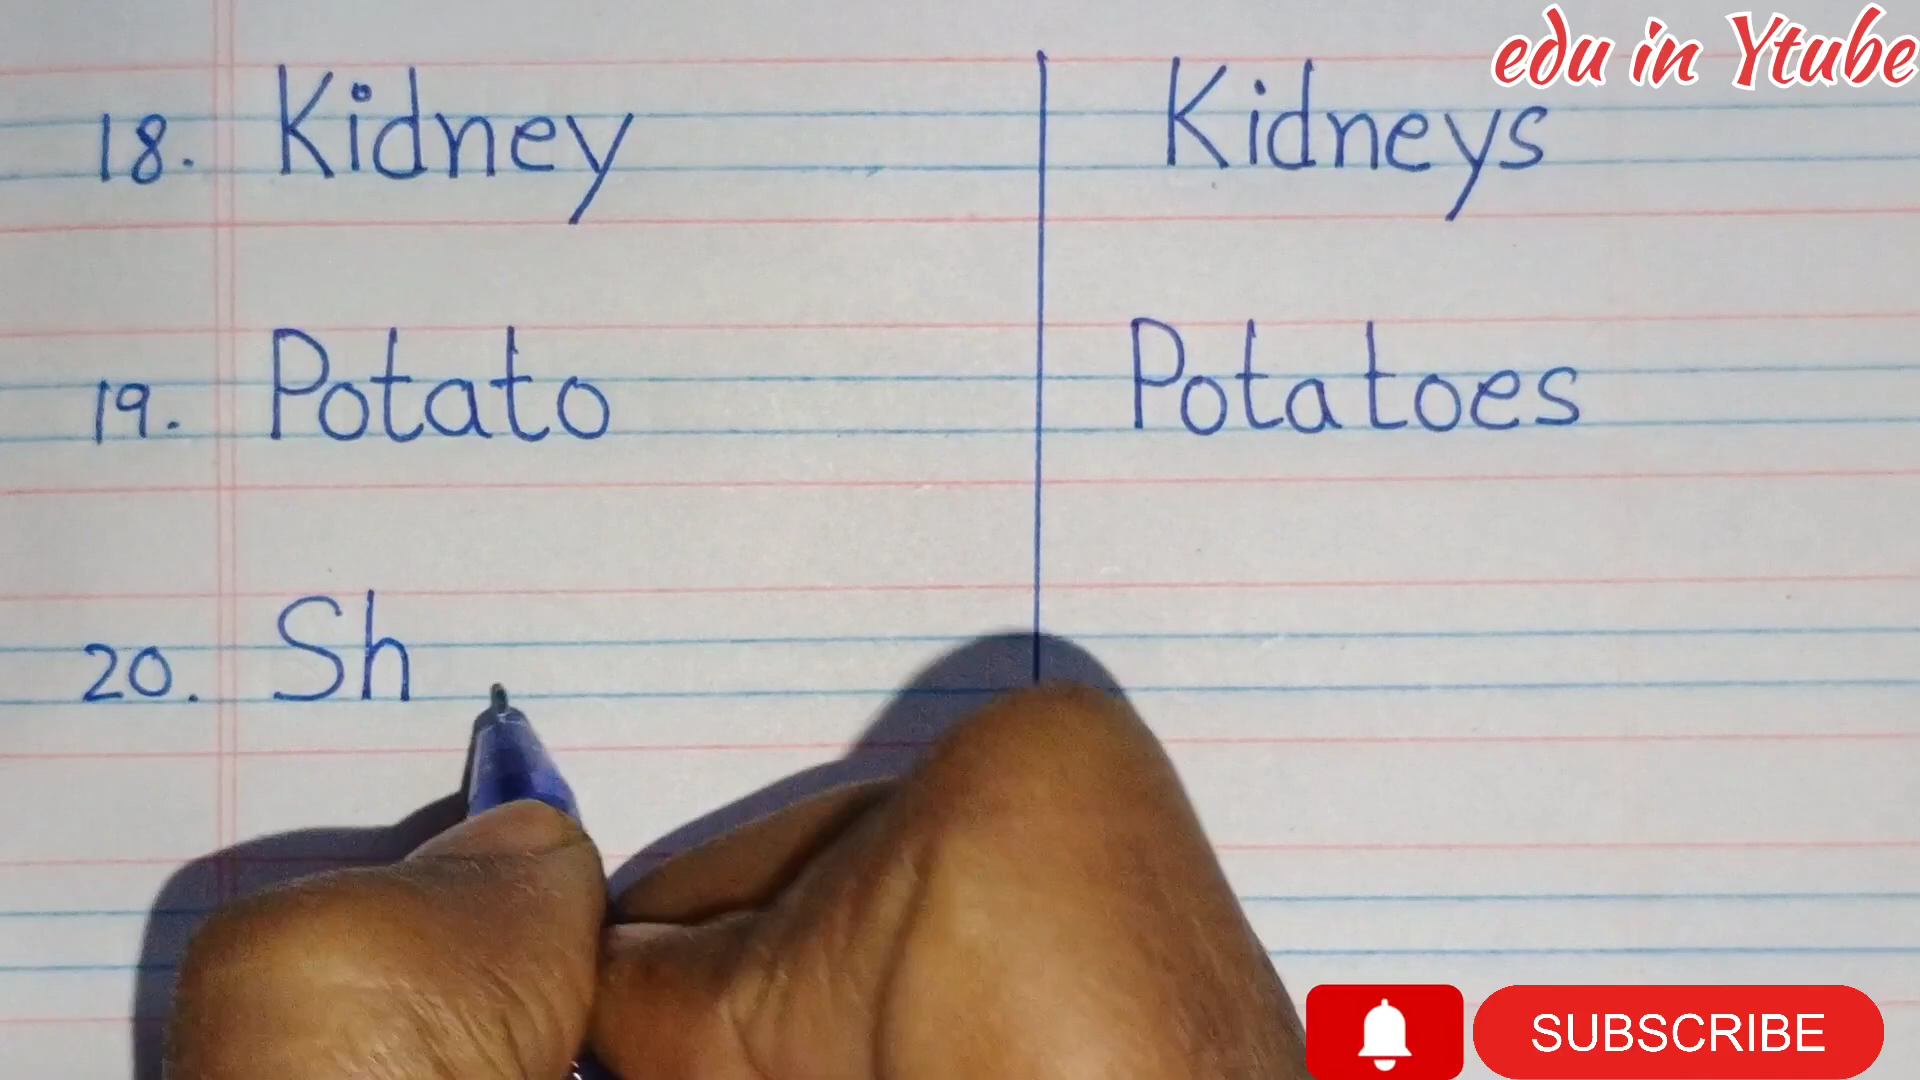 edu in Ytube
18. Kidney Kidneys
19. Potato Potatoes
20. Sh
SUBSCRIBE